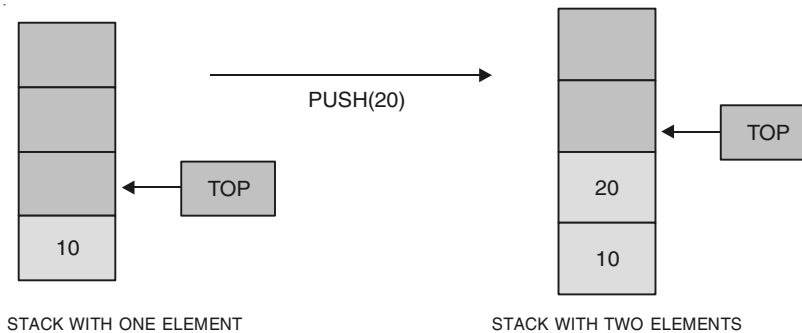 PUSH(20)
TOP
TOP
20
10
10
STACK WITH ONE ELEMENT
STACK WITH TWO ELEMENTS